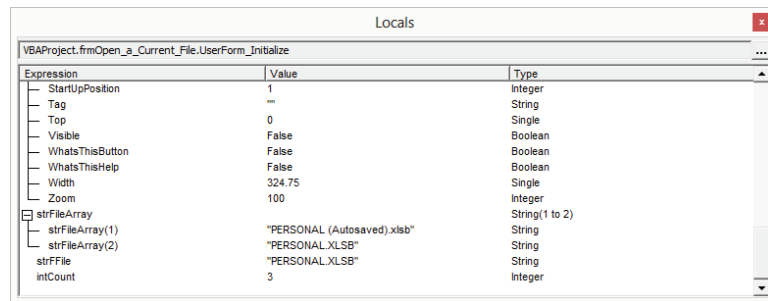 Locals
x
VBAProject.frmOpen_a_Current_File.UserForm_Initialize ...
Expression Value Type
StartUpPosition 1 Integer
Tag "" String
Top 0 Single
Visible False Boolean
WhatsThisButton False Boolean
WhatsThisHelp False Boolean
Width 324.75 Single
Zoom 100 Integer
strFileArray String(1 to 2)
strFileArray(1) "PERSONAL (Autosaved).xlsb" String
strFileArray(2) "PERSONAL.XLSB" String
strFFile "PERSONAL.XLSB" String
intCount 3 Integer